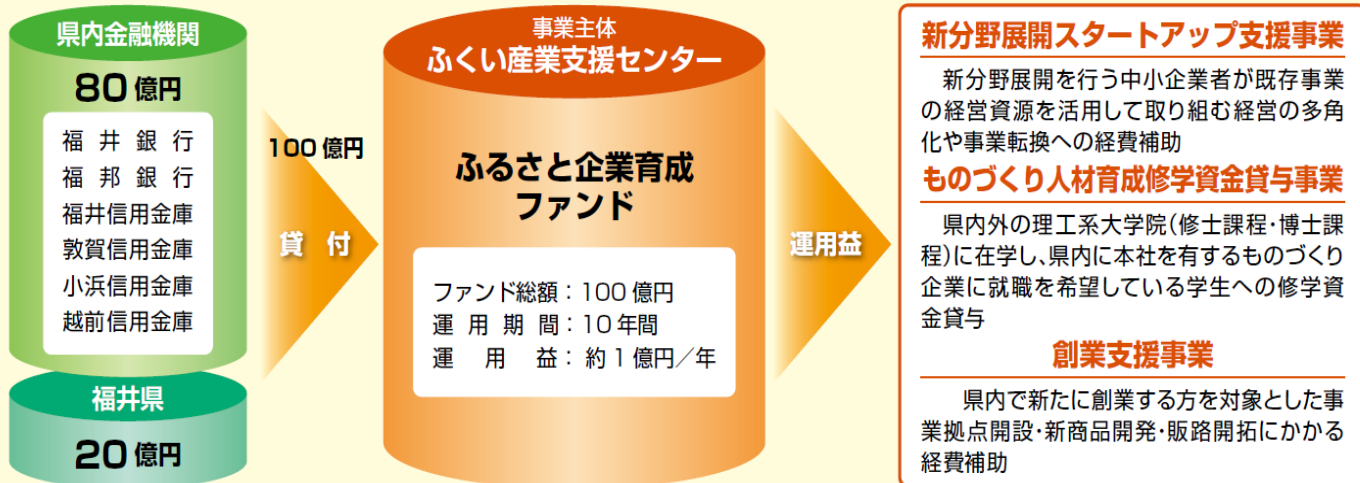 県内金融機関
80億円
福井銀行
福邦銀行
福井信用金庫
敦賀信用金庫
小浜信用金庫
越前信用金庫
福井県
20億円
100億円
貸付
事業主体
ふくい産業支援センター
ふるさと企業育成
ファンド
ファンド総額：100億円
運用期間：10年間
運用益：約1億円／年
運用益
新分野展開スタートアップ支援事業
新分野展開を行う中小企業者が既存事業
の経営資源を活用して取り組む経営の多角
化や事業転換への経費補助
ものづくり人材育成修学資金貸与事業
県内外の理工系大学院(修士課程・博士課
程)に在学し、県内に本社を有するものづくり
企業に就職を希望している学生への修学資
金貸与
創業支援事業
県内で新たに創業する方を対象とした事
業拠点開設・新商品開発・販路開拓にかかる
経費補助